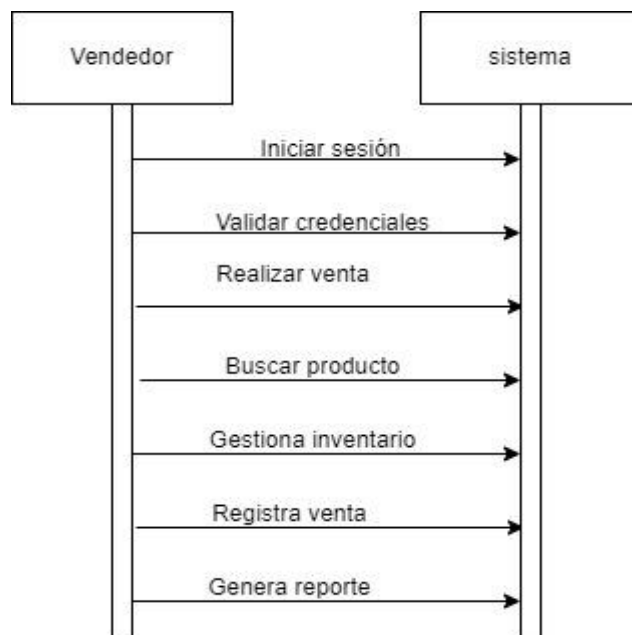 Vendedor
sistema
Iniciar sesión
Validar credenciales
Realizar venta
Buscar producto
Gestiona inventario
Registra venta
Genera reporte